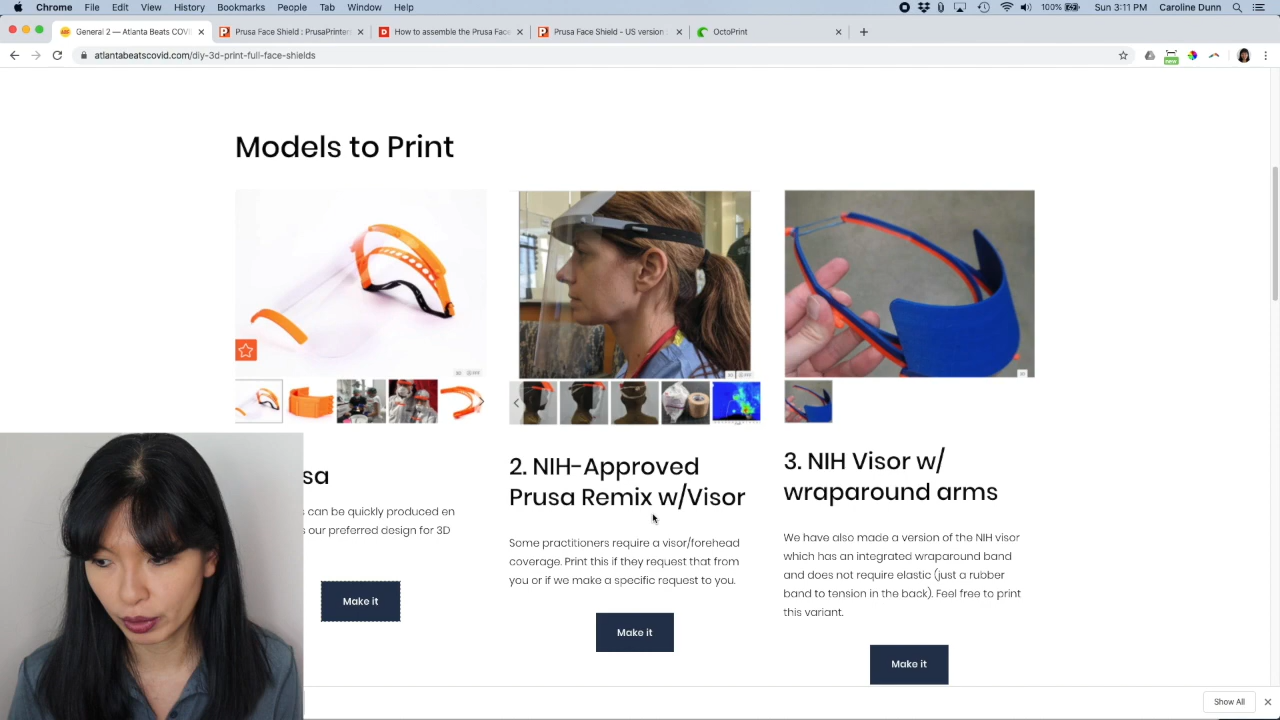 Chrome File Edit View History Bookmarks People Tab Window Help 100% Sun 3:11 PM Caroline Dunn
General 2 — Atlanta Beats COVI Prusa Face Shield : PrusaPrinter How to assemble the Prusa Face Prusa Face Shield - US version OctoPrint
atlantabeatscovid.com/diy-3d-print-full-face-shields
new
Models to Print
sa
s can be quickly produced en
s our preferred design for 3D
Make it
2. NIH-Approved
Prusa Remix w/Visor
Some practitioners require a visor/forehead
coverage. Print this if they request that from
you or if we make a specific request to you.
Make it
3. NIH Visor w/
wraparound arms
We have also made a version of the NIH visor
which has an integrated wraparound band
and does not require elastic (just a rubber
band to tension in the back). Feel free to print
this variant.
Make it
Show All